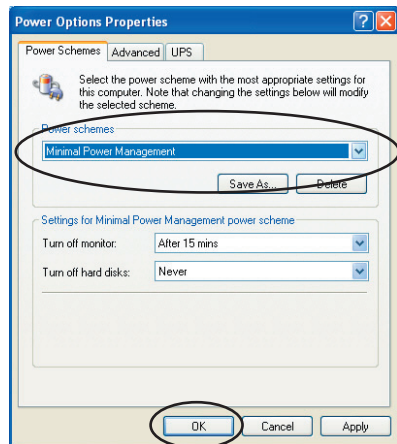 Power Options Properties
Power Schemes Advanced UPS
Select the power scheme with the most appropriate settings for
this computer. Note that changing the settings below will modify
the selected scheme.
Power schemes
Minimal Power Management
Save As... Delete
Settings for Minimal Power Management power scheme
Turn off monitor: After 15 mins
Turn off hard disks: Never
OK Cancel Apply